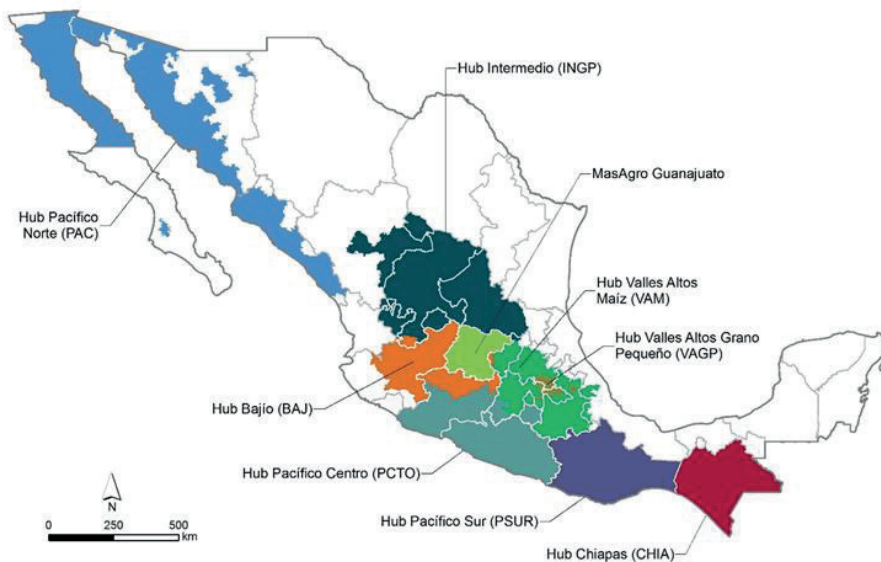 Hub Intermedio (INGP)
MasAgro Guanajuato
Hub Pacífico
Norte (PAC)
Hub Valles Altos
Maíz (VAM)
Hub Valles Altos Grano
Pequeño (VAGP)
Hub Bajío (BAJ)
Hub Pacífico Centro (PCTO)
Hub Pacífico Sur (PSUR)
Hub Chiapas (CHIA)
N
0 250 500
km